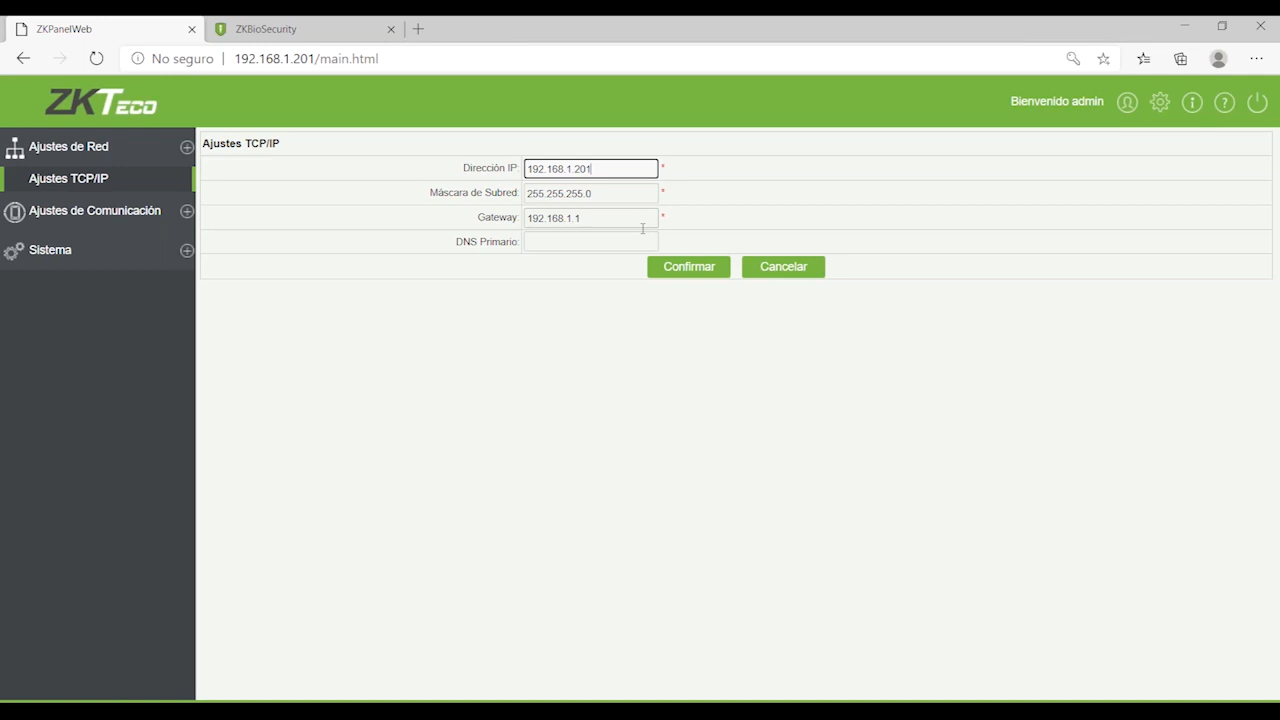 ZKPanelWeb
ZKBioSecurity
No seguro | 192.168.1.201/main.html
ZKTeco
Bienvenido admin
Ajustes de Red
Ajustes TCP/IP
Ajustes de Comunicación
Sistema
Ajustes TCP/IP
Dirección IP: 192.168.1.201 *
Máscara de Subred: 255.255.255.0 *
Gateway: 192.168.1.1 *
DNS Primario:
Confirmar Cancelar